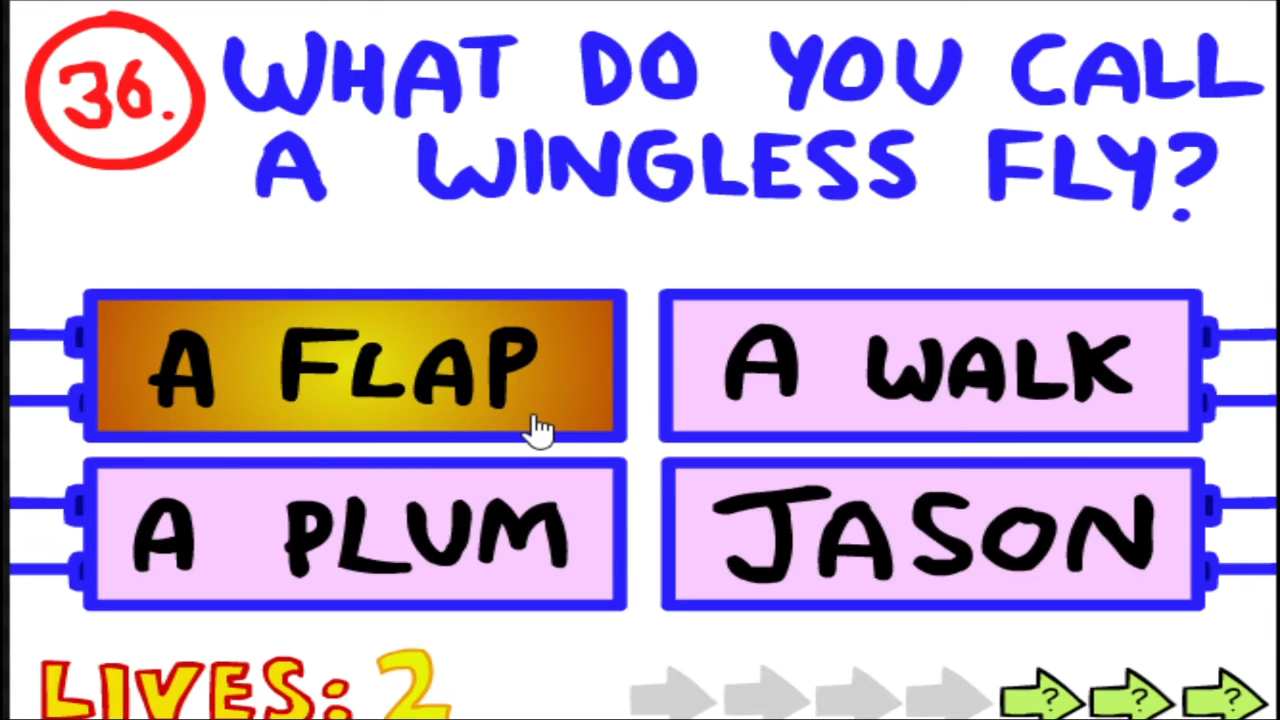 36. WHAT DO YOU CALL
A WINGLESS FLY?
A FLAP
A WALK
A PLUM
JASON
LIVES: 2
? ? ?